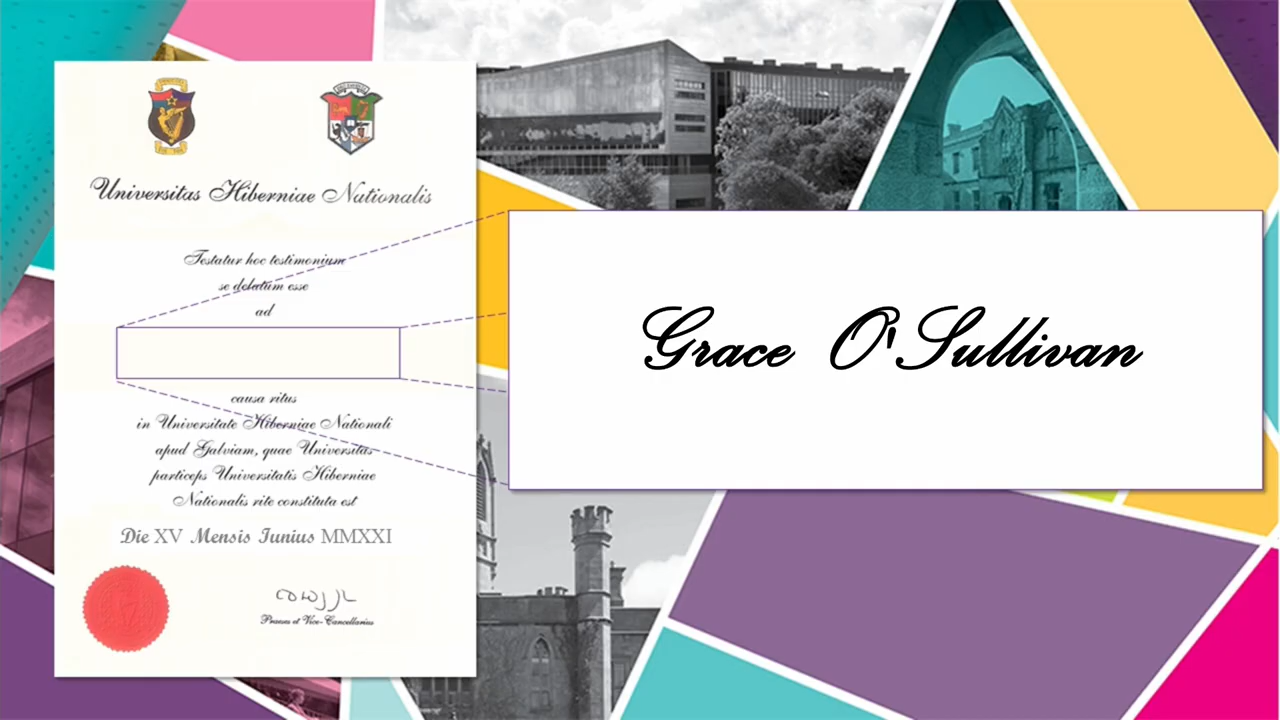 Universitas Hiberniae Nationalis
Testatur hoc testimonium
se delatum esse
ad
Grace O'Sullivan
causa ritus
in Universitate Hiberniae Nationali
apud Galviam, quae Universitas
particeps Universitatis Hiberniae
Nationalis rite constituta est
Die XV Mensis Iunius MMXXI
Praeses et Vice-Cancellarius